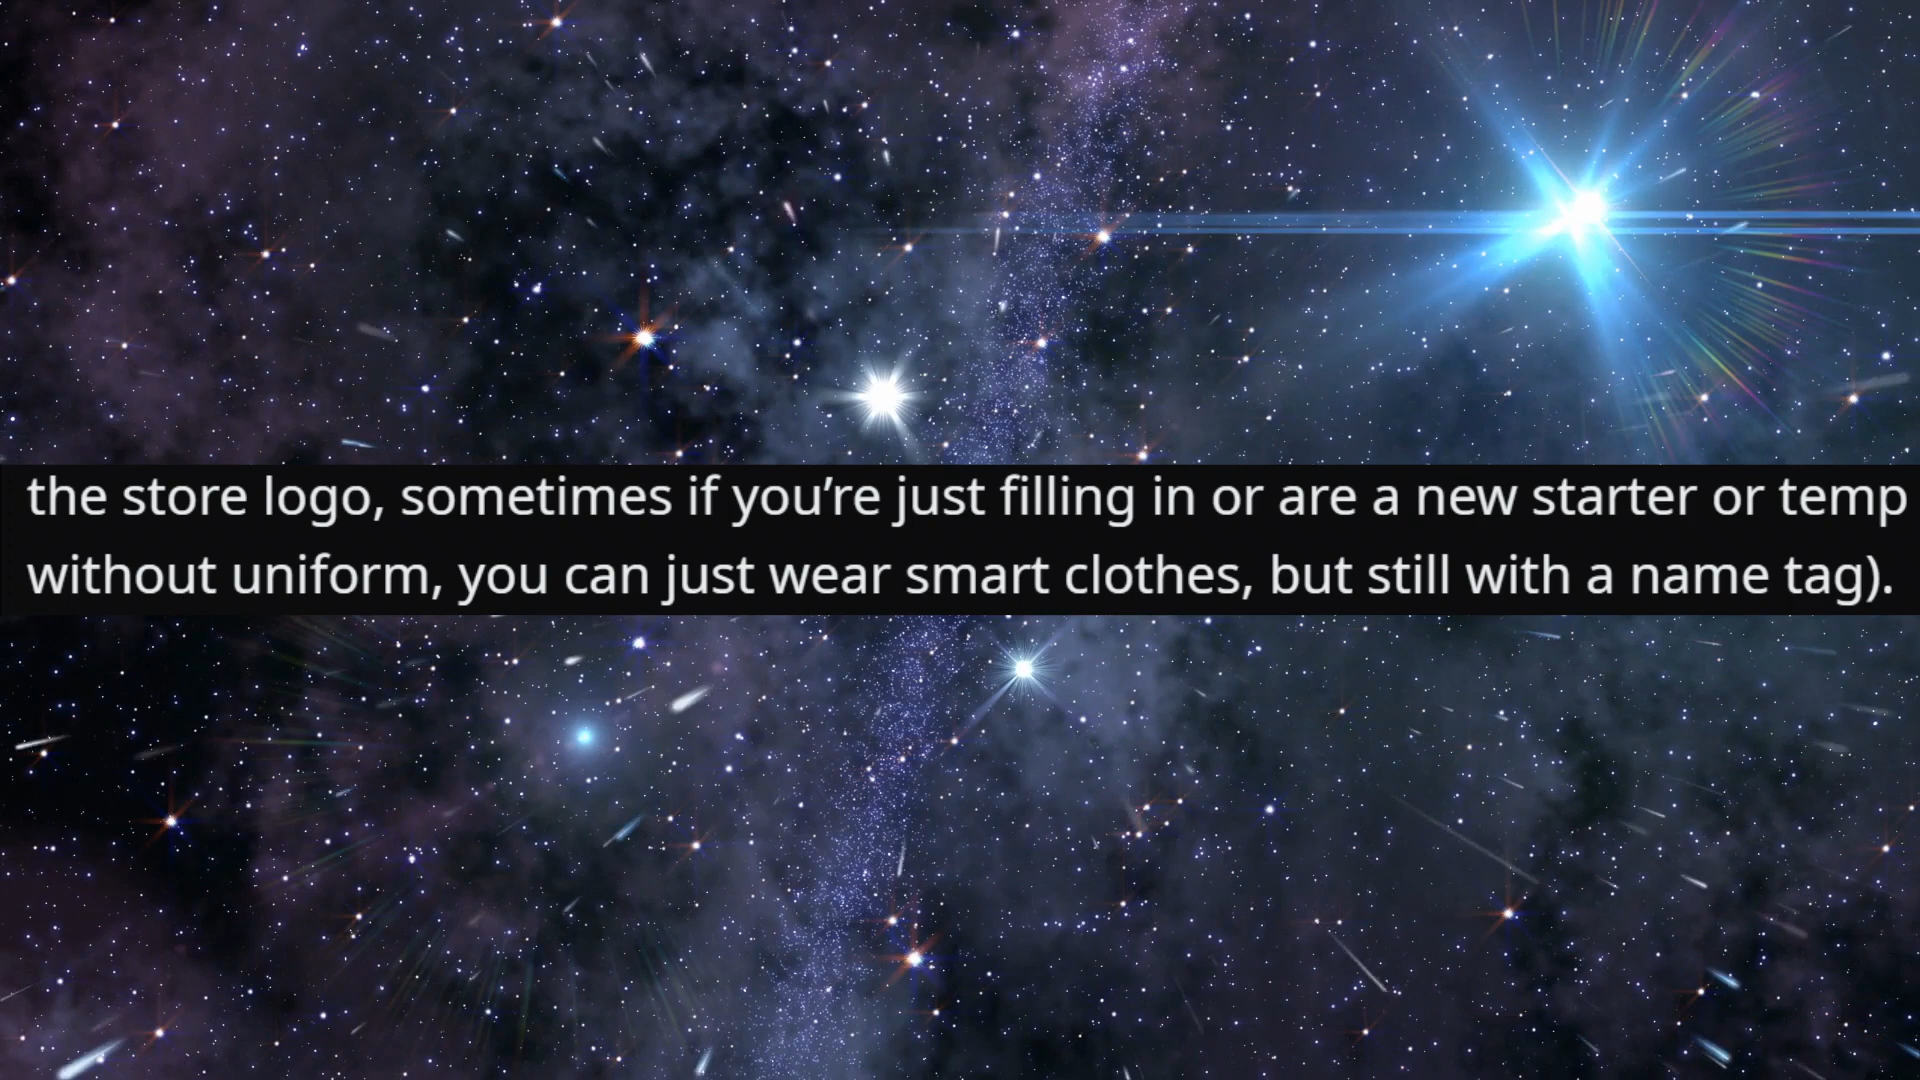 the store logo, sometimes if you’re just filling in or are a new starter or temp
without uniform, you can just wear smart clothes, but still with a name tag).